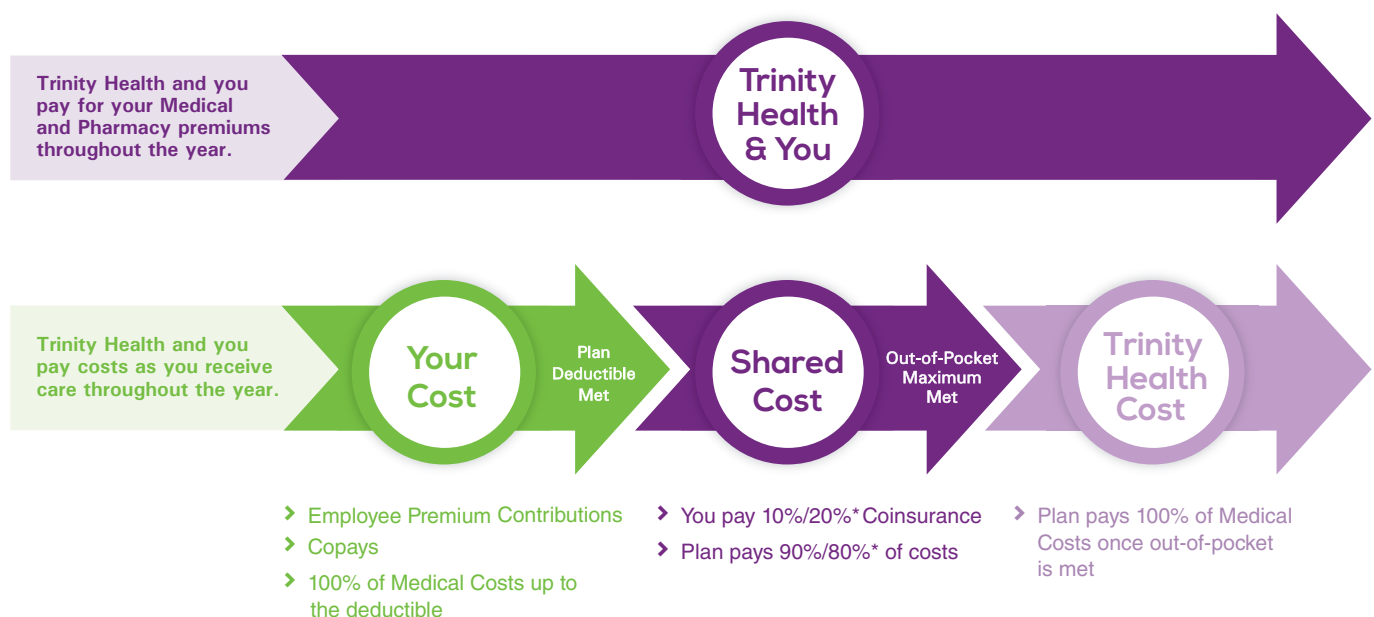 Trinity Health and you
pay for your Medical
and Pharmacy premiums
throughout the year.
Trinity
Health
& You
Trinity Health and you
pay costs as you receive
care throughout the year.
Your
Cost
Plan
Deductible
Met
Shared
Cost
Out-of-Pocket
Maximum
Met
Trinity
Health
Cost
Employee Premium Contributions
Copays
100% of Medical Costs up to
the deductible
You pay 10%/20%* Coinsurance
Plan pays 90%/80%* of costs
Plan pays 100% of Medical
Costs once out-of-pocket
is met